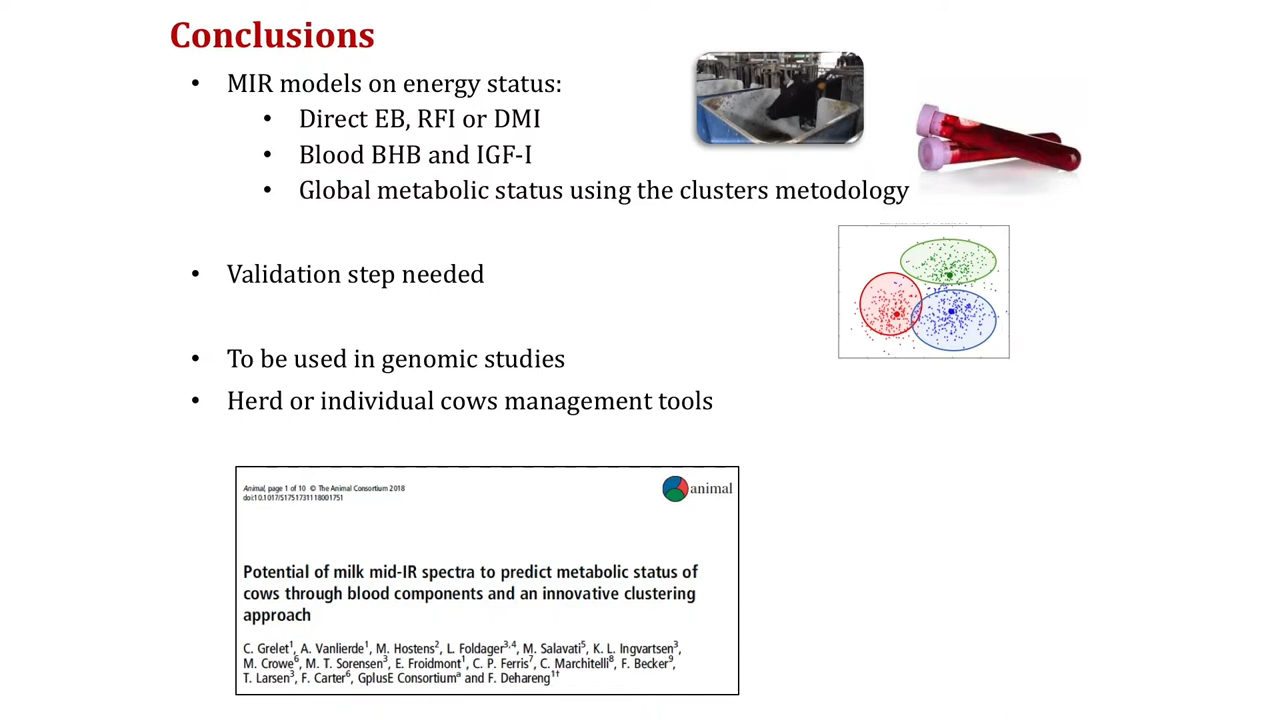 Conclusions
• MIR models on energy status:
• Direct EB, RFI or DMI
• Blood BHB and IGF-I
• Global metabolic status using the clusters metodology
• Validation step needed
• To be used in genomic studies
• Herd or individual cows management tools
Animal, page 1 of 10 © The Animal Consortium 2018
doi:10.1017/S1751731118001751
animal
Potential of milk mid-IR spectra to predict metabolic status of
cows through blood components and an innovative clustering
approach
C. Grelet1, A. Vanlierde1, M. Hostens2, L. Foldager3,4, M. Salavati5, K. L. Ingvartsen3,
M. Crowe6, M. T. Sorensen3, E. Froidmont1, C. P. Ferris7, C. Marchitelli8, F. Becker9,
T. Larsen3, F. Carter6, GplusE Consortiuma and F. Dehareng1†